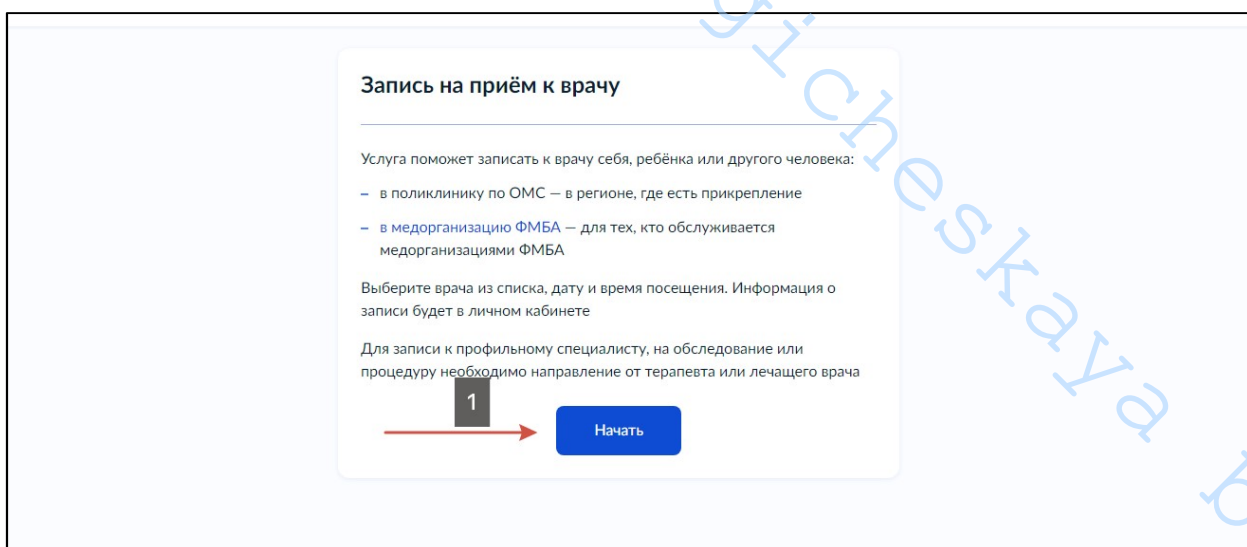 Запись на приём к врачу
Услуга поможет записать к врачу себя, ребёнка или другого человека:
– в поликлинику по ОМС — в регионе, где есть прикрепление
– в медорганизацию ФМБА — для тех, кто обслуживается
медорганизациями ФМБА
Выберите врача из списка, дату и время посещения. Информация о
записи будет в личном кабинете
Для записи к профильному специалисту, на обследование или
процедуру необходимо направление от терапевта или лечащего врача
1
Начать
gicheskaya b